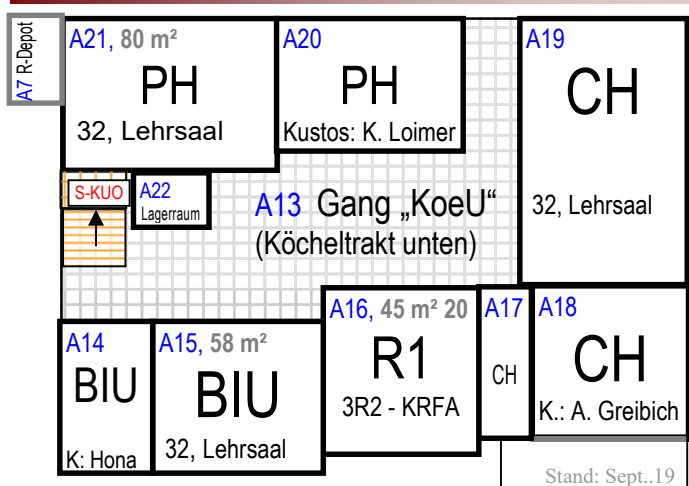 A7 R-Depot
A21, 80 m²
PH
32, Lehrsaal
A20
PH
Kustos: K. Loimer
A19
CH
32, Lehrsaal
S-KUO
A22
Lagerraum
A13 Gang „KoeU“
(Köcheltrakt unten)
A14
BIU
K: Hona
A15, 58 m²
BIU
32, Lehrsaal
A16, 45 m² 20
R1
3R2 - KRFA
A17
CH
A18
CH
K.: A. Greibich
Stand: Sept..19